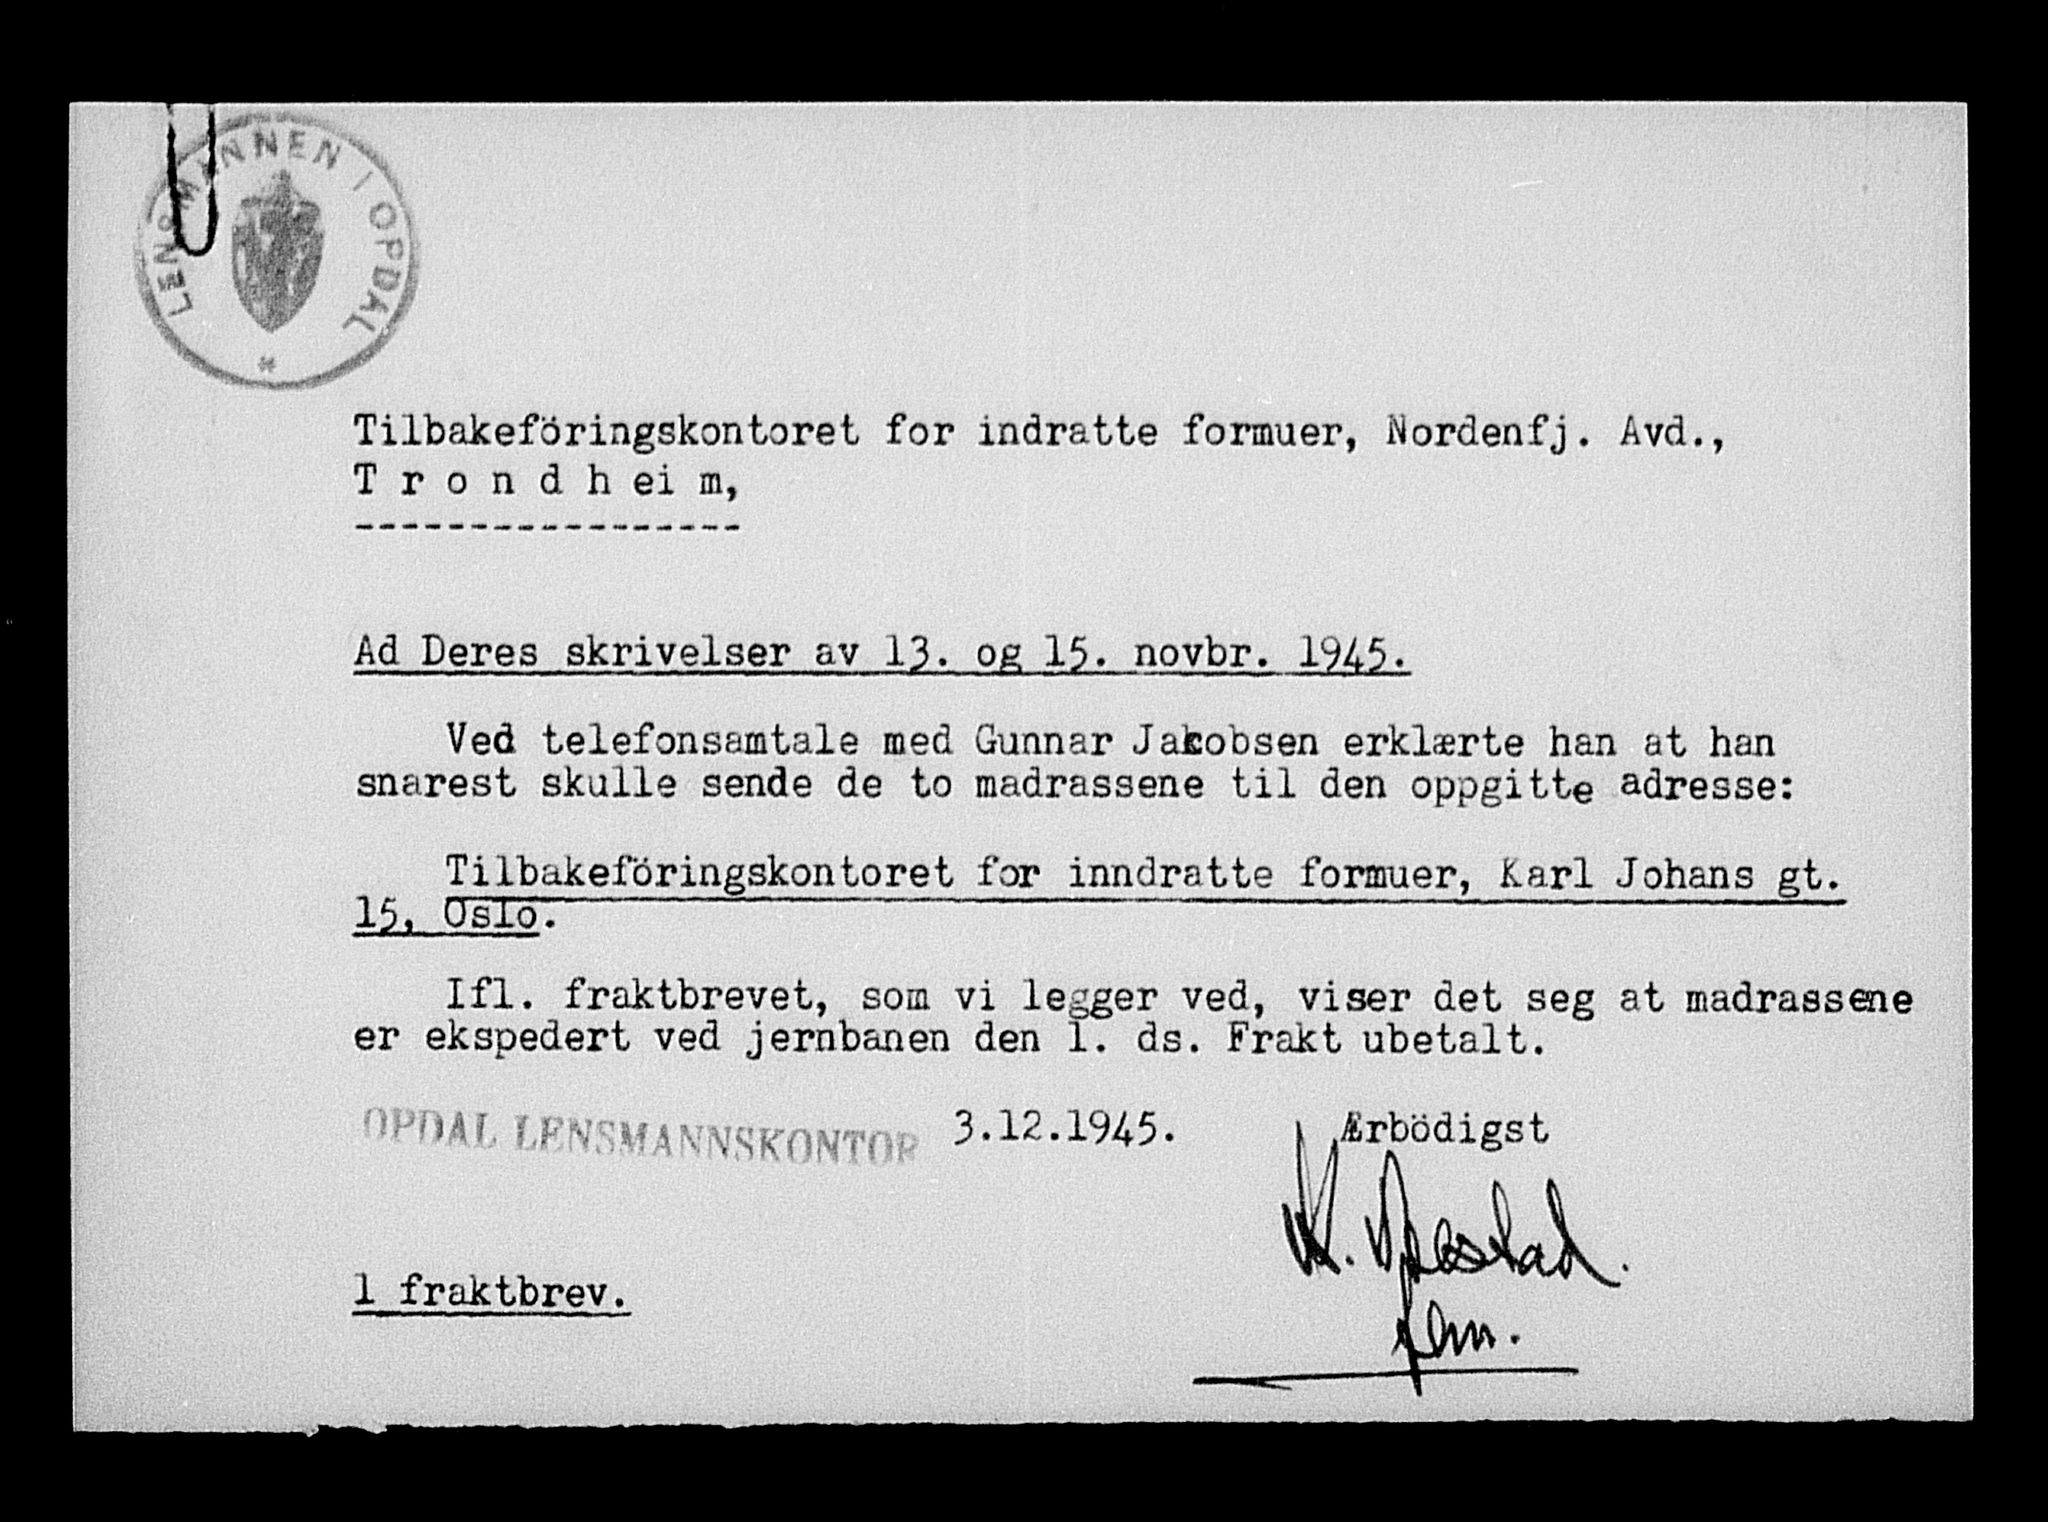 LENSMANNEN I OPDAL
*
Tilbakeföringskontoret for indratte formuer, Nordenfj. Avd.,
T r o n d h ei m,
-----------------
Ad Deres skrivelser av 13. og 15. novbr. 1945.
Ved telefonsamtale med Gunnar Jakobsen erklærte han at han
snarest skulle sende de to madrassene til den oppgitte adresse:
Tilbakeföringskontoret for inndratte formuer, Karl Johans gt.
15, Oslo.
Ifl. fraktbrevet, som vi legger ved, viser det seg at madrassene
er ekspedert ved jernbanen den 1. ds. Frakt ubetalt.
OPDAL LENSMANNSKONTOR 3.12.1945. Ærbödigst
lem.
1 fraktbrev.